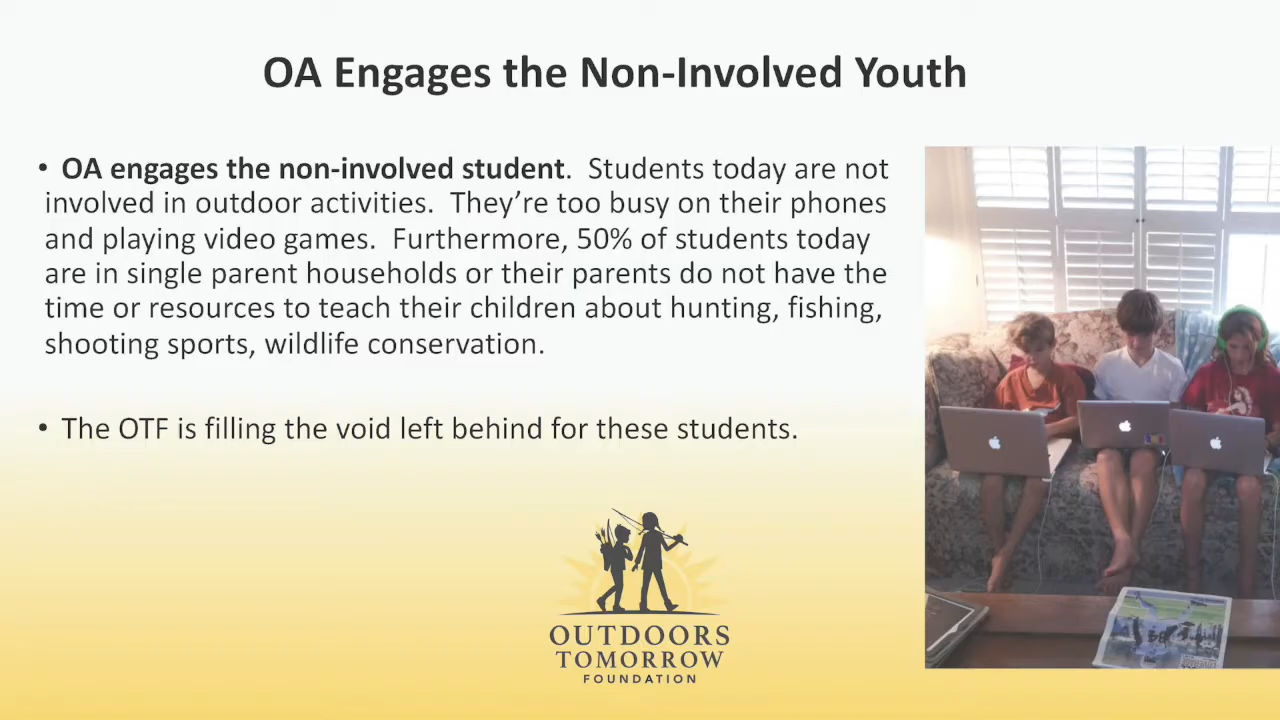 OA Engages the Non-Involved Youth
• OA engages the non-involved student.  Students today are not
involved in outdoor activities.  They’re too busy on their phones
and playing video games.  Furthermore, 50% of students today
are in single parent households or their parents do not have the
time or resources to teach their children about hunting, fishing,
shooting sports, wildlife conservation.
• The OTF is filling the void left behind for these students.
OUTDOORS
TOMORROW
FOUNDATION